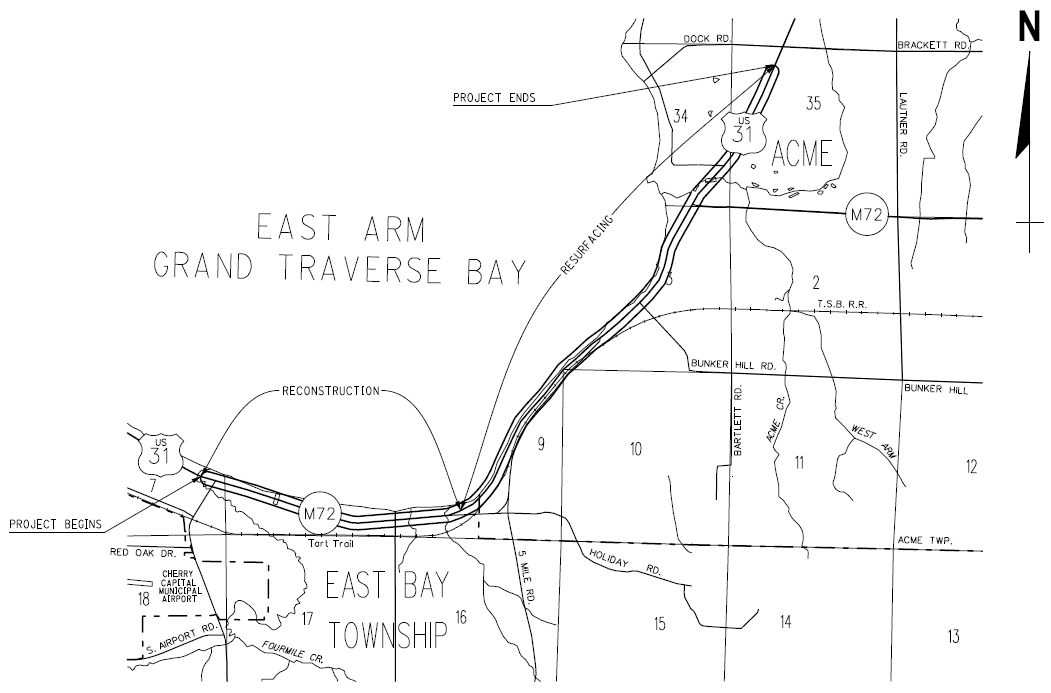 N
DOCK RD.
BRACKETT RD.
PROJECT ENDS
34
35
LAUTNER RD.
US
31
ACME
M72
EAST ARM
GRAND TRAVERSE BAY
RESURFACING
2
T.S.B. R.R.
BUNKER HILL RD.
BUNKER HILL
RECONSTRUCTION
BARTLETT RD.
ACME CR.
WEST ARM
US
31
7
9
10
11
12
M72
PROJECT BEGINS
Tart Trail
ACME TWP.
RED OAK DR.
5 MILE RD.
HOLIDAY RD.
CHERRY
CAPITAL
MUNICIPAL
AIRPORT
EAST BAY
TOWNSHIP
18
17
16
15
14
13
S. AIRPORT RD.
FOURMILE CR.